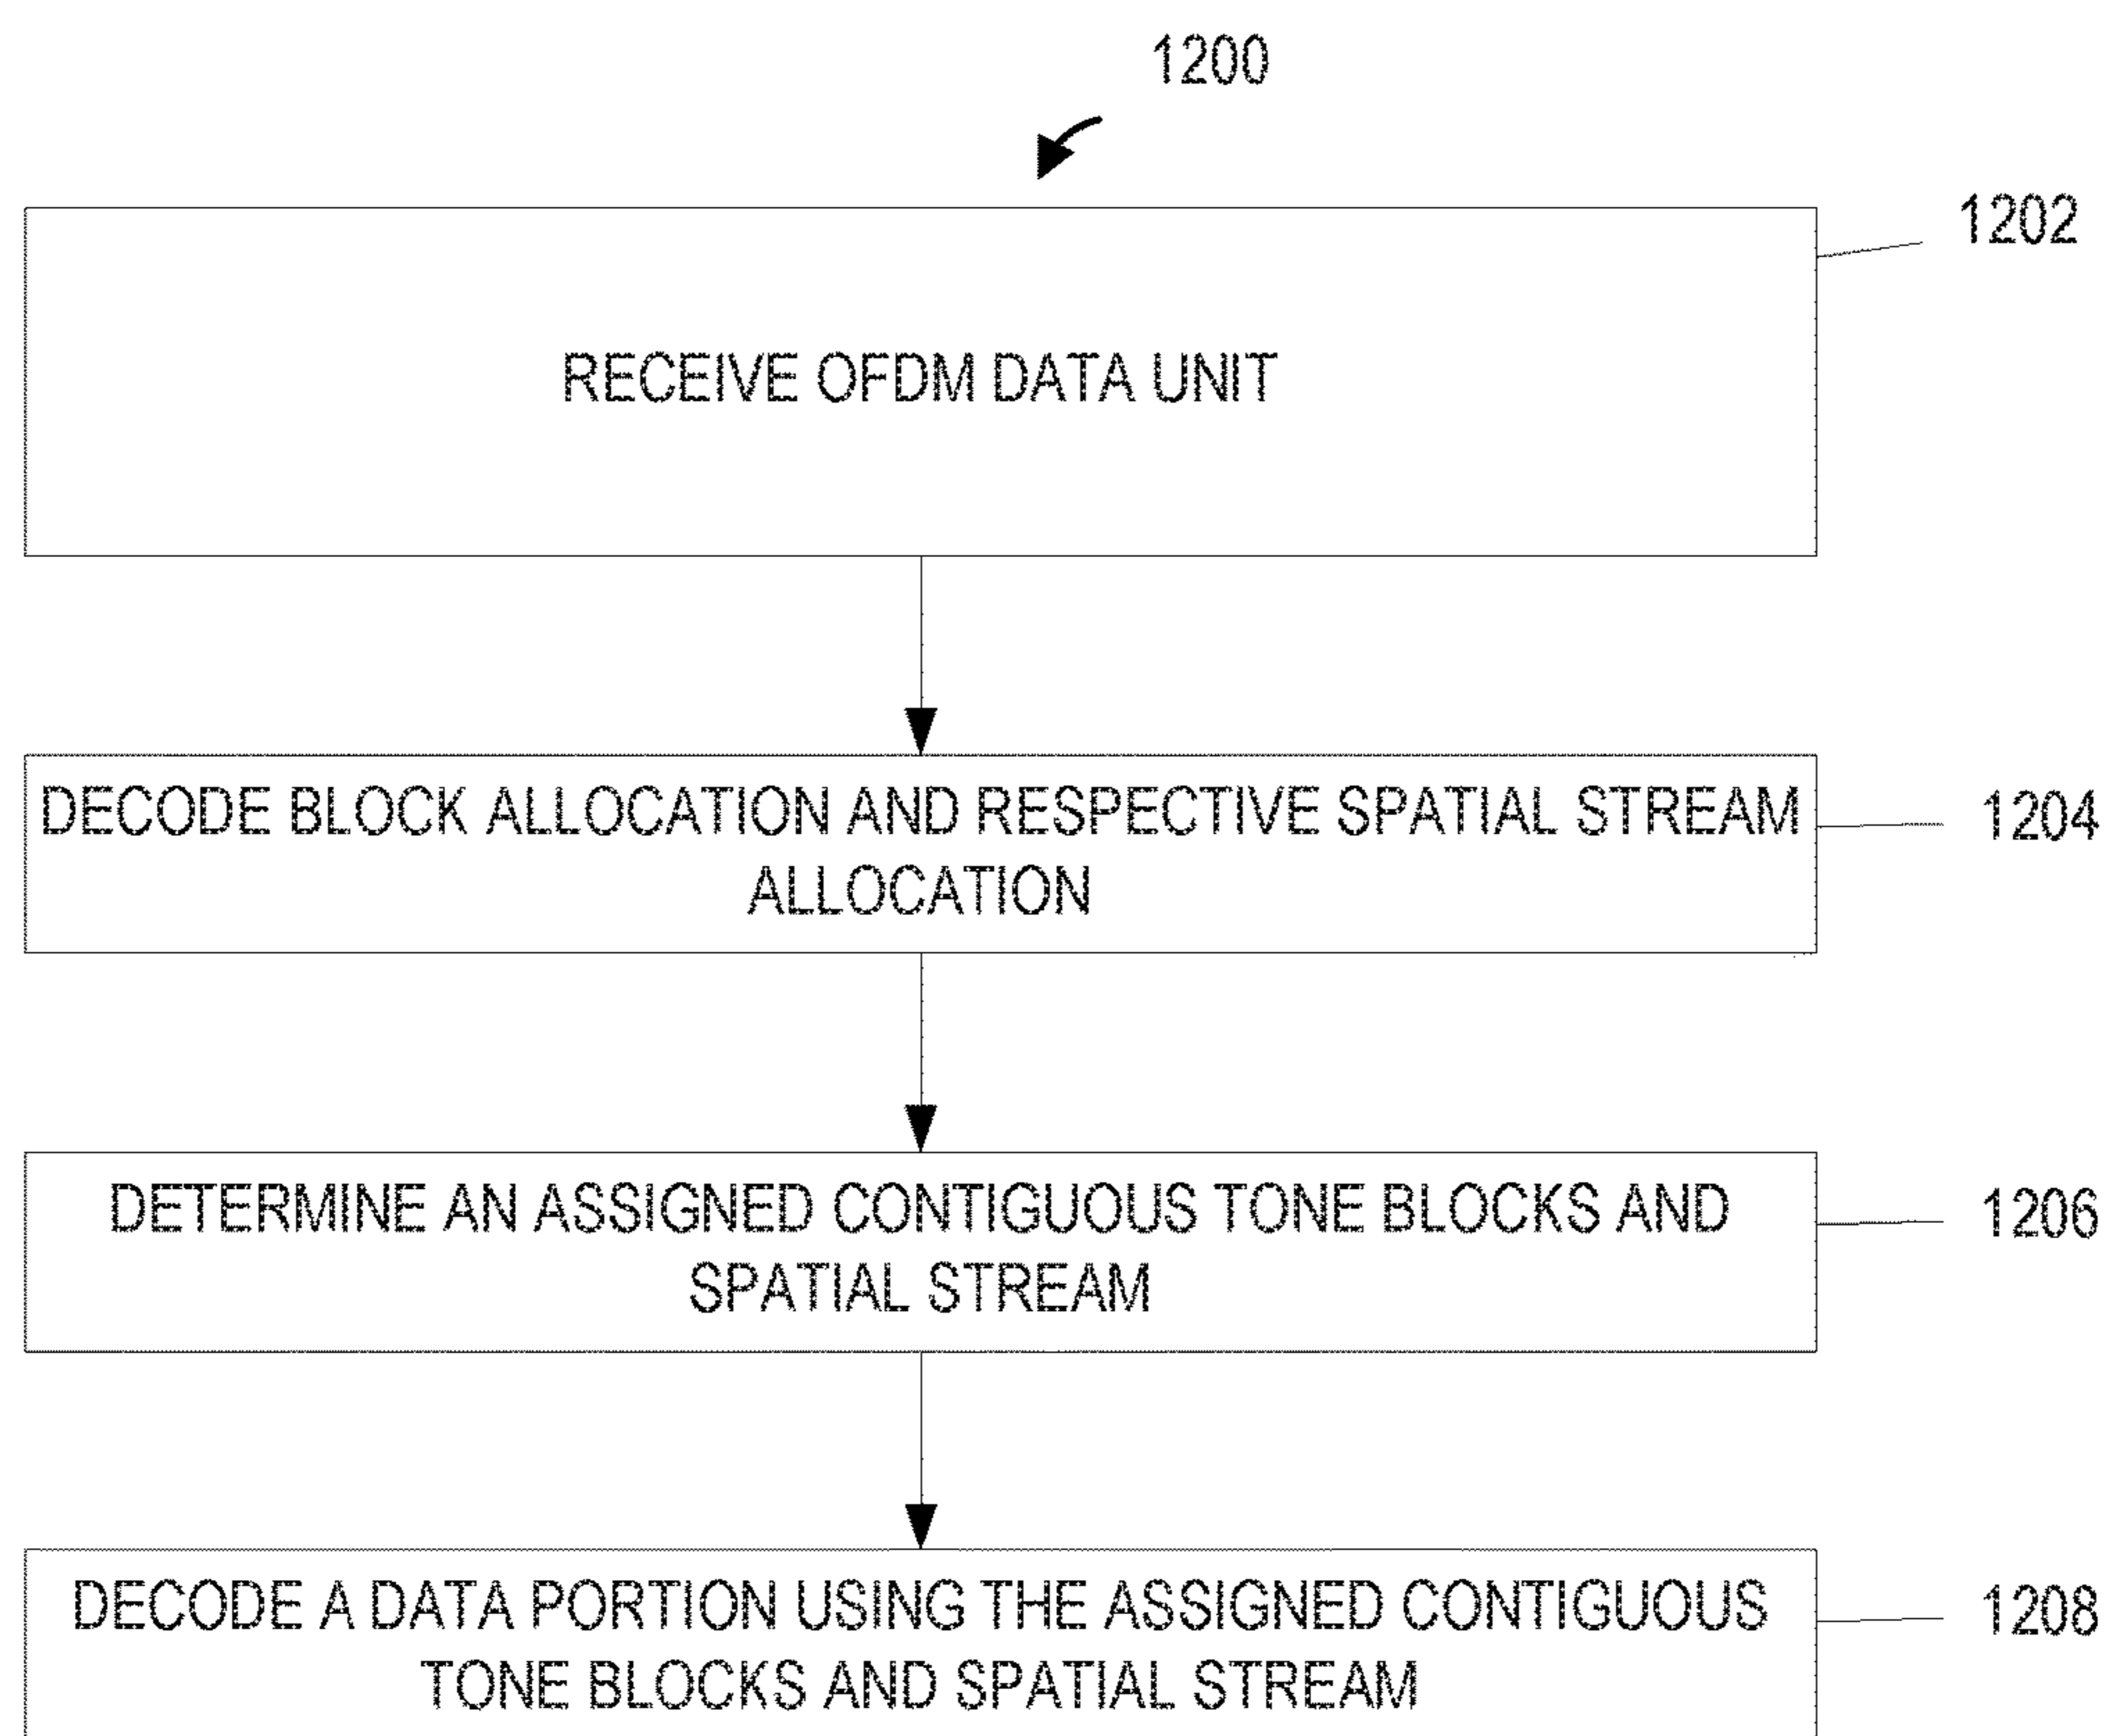 1200
1202
RECEIVE OFDM DATA UNIT
DECODE BLOCK ALLOCATION AND RESPECTIVE SPATIAL STREAM
ALLOCATION
1204
DETERMINE AN ASSIGNED CONTIGUOUS TONE BLOCKS AND
SPATIAL STREAM
1206
DECODE A DATA PORTION USING THE ASSIGNED CONTIGUOUS
TONE BLOCKS AND SPATIAL STREAM
1208